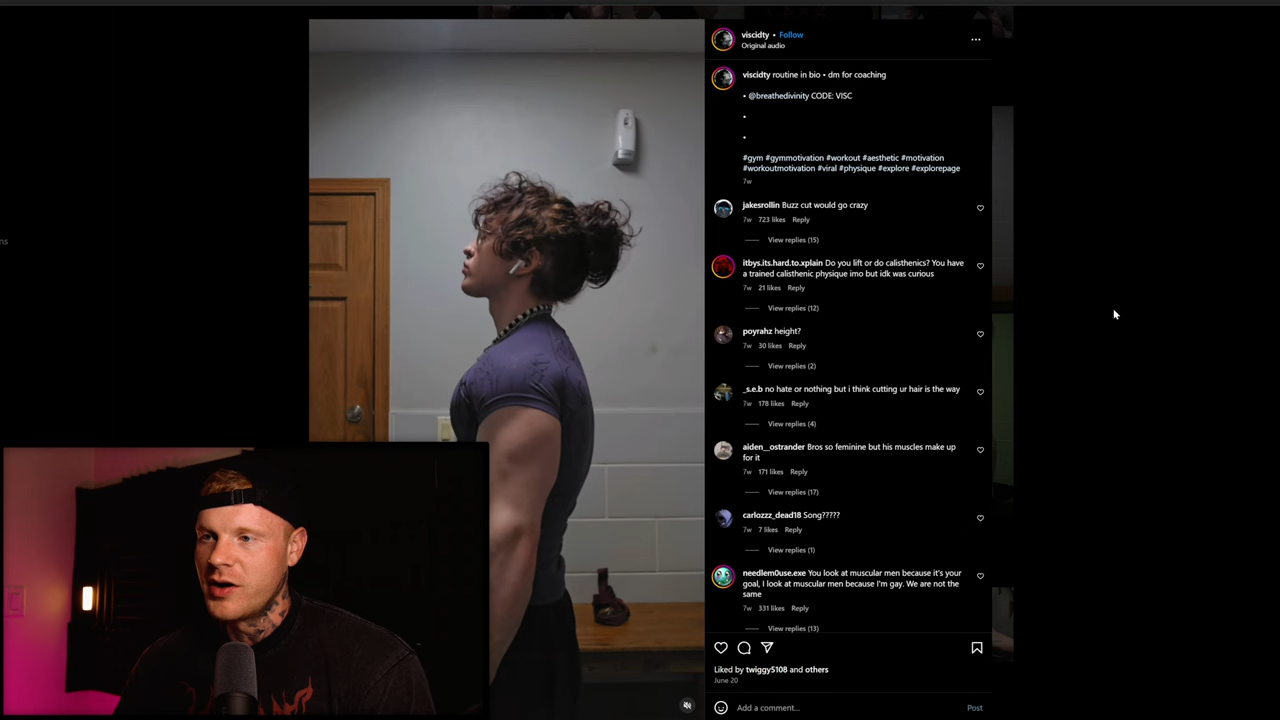 viscidty • Follow
Original audio
viscidty routine in bio • dm for coaching
• @breathedivinity CODE: VISC
•
•
#gym #gymmotivation #workout #aesthetic #motivation
#workoutmotivation #viral #physique #explore #explorepage
7w
jakesrollin Buzz cut would go crazy
7w 723 likes Reply
View replies (15)
itbys.its.hard.to.xplain Do you lift or do calisthenics? You have
a trained calisthenic physique imo but idk was curious
7w 21 likes Reply
View replies (12)
poyrahz height?
7w 30 likes Reply
View replies (2)
_s.e.b no hate or nothing but i think cutting ur hair is the way
7w 178 likes Reply
View replies (4)
aiden__ostrander Bros so feminine but his muscles make up
for it
7w 171 likes Reply
View replies (17)
carlozzz_dead18 Song?????
7w 7 likes Reply
View replies (1)
needlem0use.exe You look at muscular men because it's your
goal, I look at muscular men because I'm gay. We are not the
same
7w 331 likes Reply
View replies (13)
Liked by twiggy5108 and others
June 20
Add a comment...
Post
ns